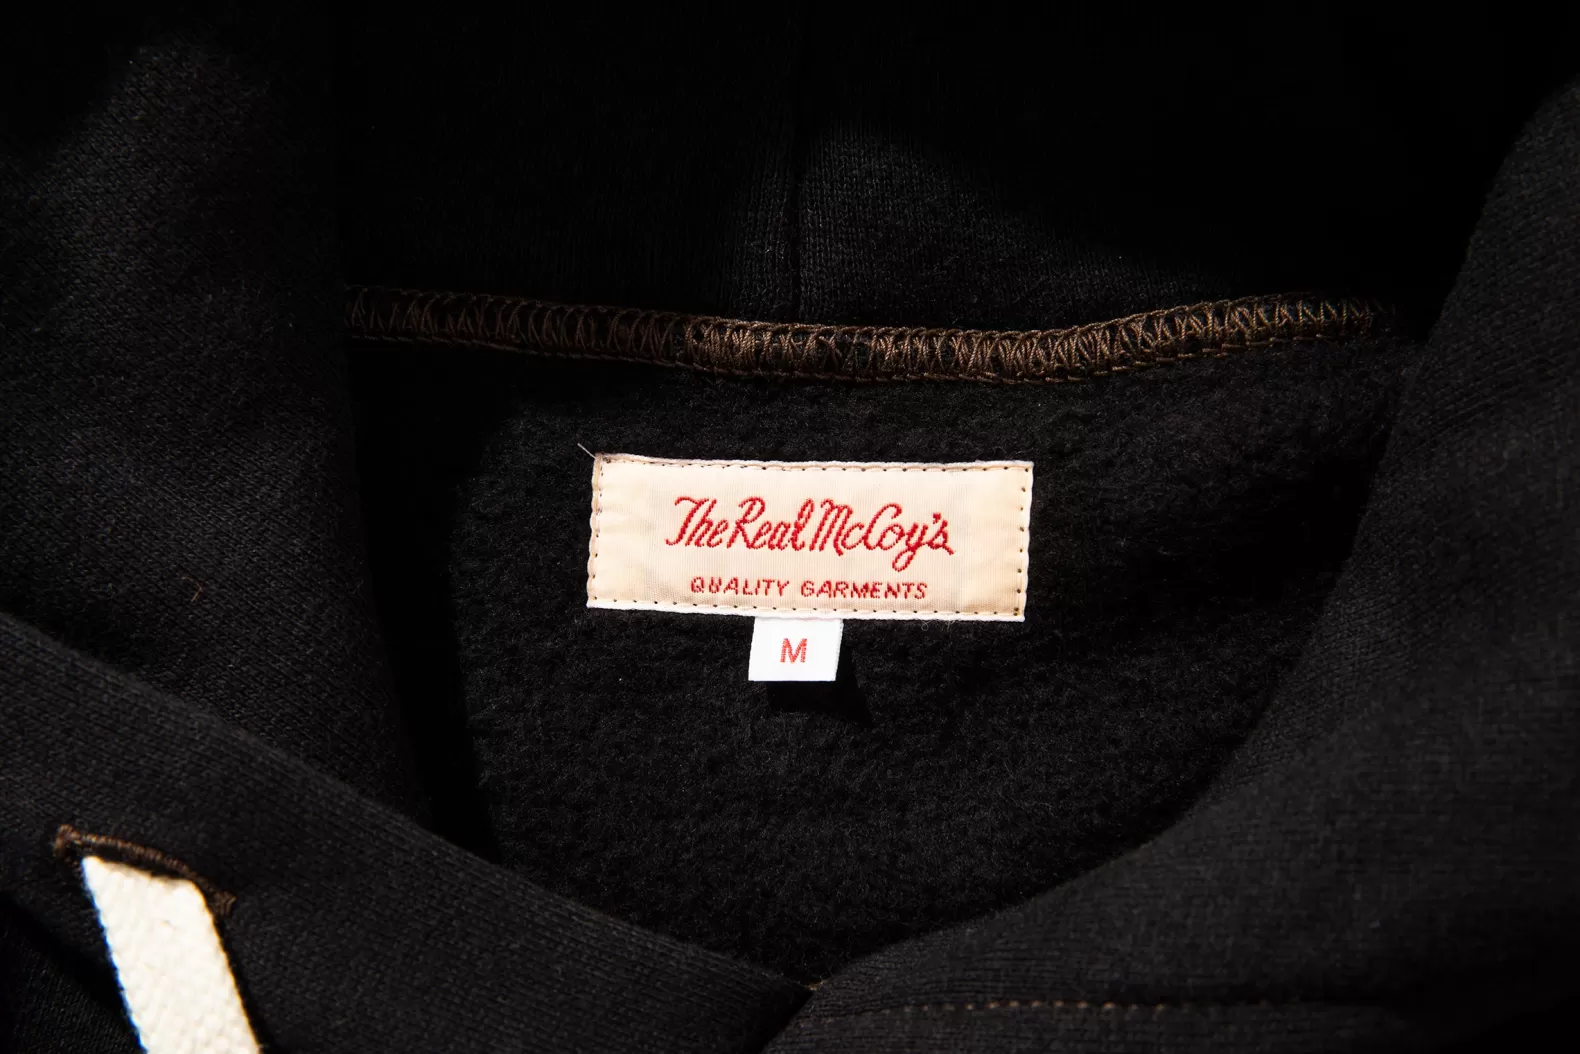 The Real McCoy's
QUALITY GARMENTS
M